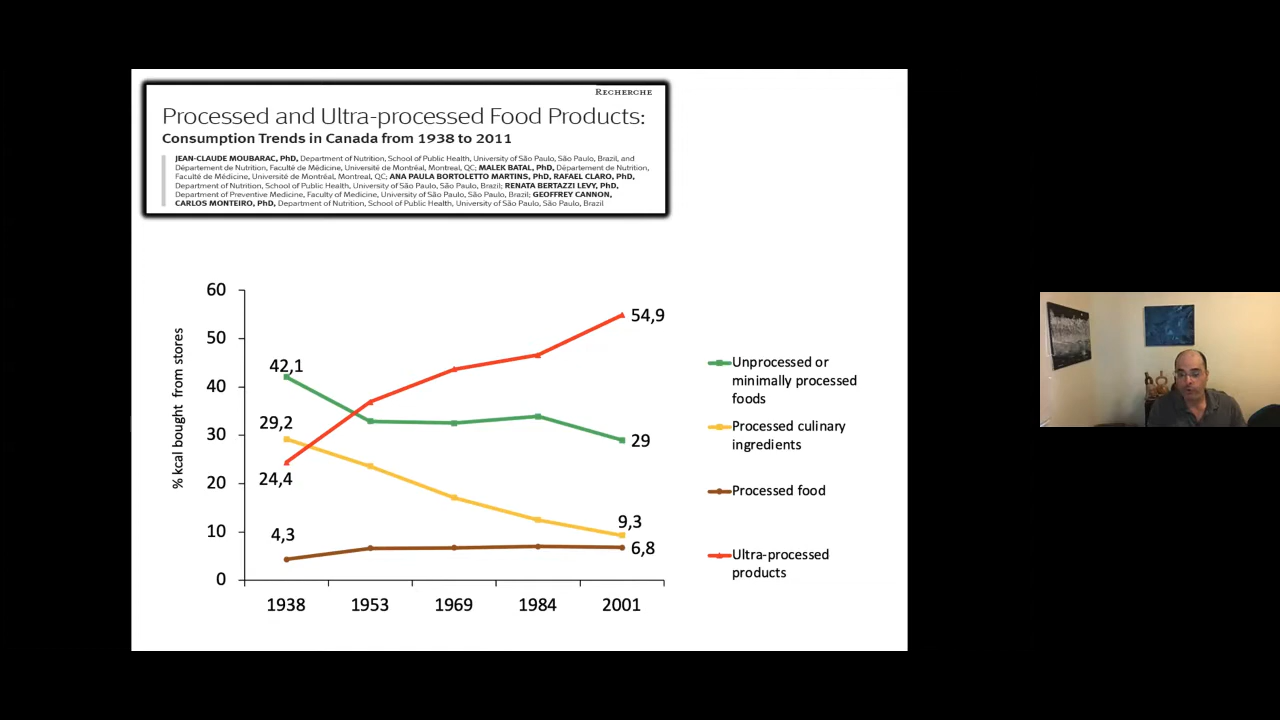 RECHERCHE
Processed and Ultra-processed Food Products:
Consumption Trends in Canada from 1938 to 2011
JEAN-CLAUDE MOUBARAC, PhD, Department of Nutrition, School of Public Health, University of São Paulo, São Paulo, Brazil, and
Département de Nutrition, Faculté de Médicine, Université de Montréal, Montreal, QC; MALEK BATAL, PhD, Département de Nutrition,
Faculté de Médicine, Université de Montréal, Montreal, QC; ANA PAULA BORTOLETTO MARTINS, PhD, RAFAEL CLARO, PhD,
Department of Nutrition, School of Public Health, University of São Paulo, São Paulo, Brazil; RENATA BERTAZZI LEVY, PhD,
Department of Preventive Medicine, Faculty of Medicine, University of São Paulo, São Paulo, Brazil; GEOFFREY CANNON,
CARLOS MONTEIRO, PhD, Department of Nutrition, School of Public Health, University of São Paulo, São Paulo, Brazil
% kcal bought from stores
60
50
40
30
20
10
0
42,1
29,2
24,4
4,3
54,9
29
9,3
6,8
1938 1953 1969 1984 2001
Unprocessed or
minimally processed
foods
Processed culinary
ingredients
Processed food
Ultra-processed
products